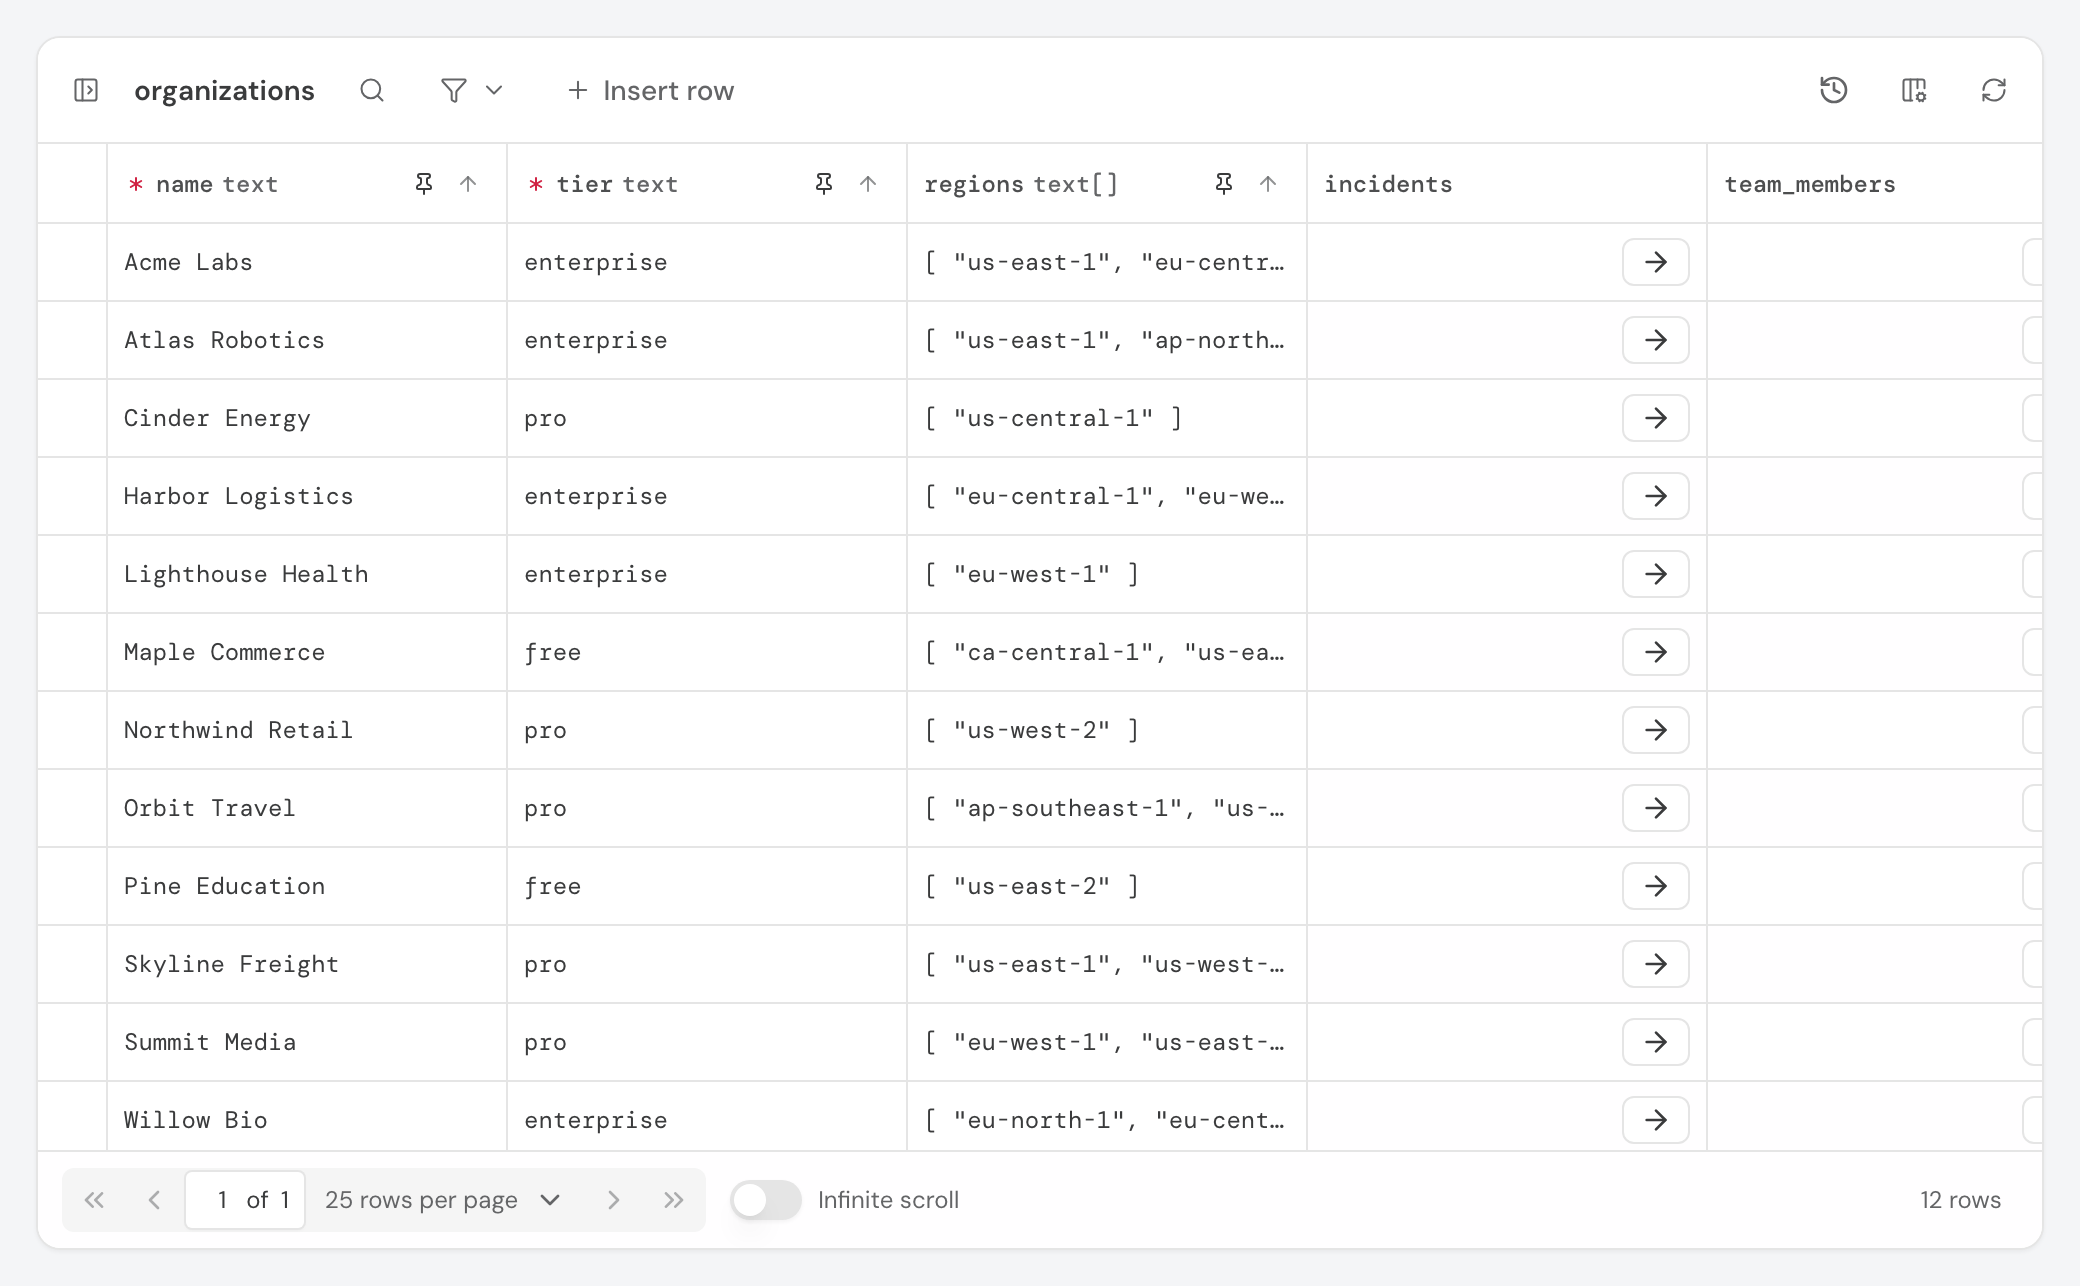 organizations Insert row
* name text * tier text regions text[] incidents team_members
Acme Labs enterprise [ "us-east-1", "eu-centr…
Atlas Robotics enterprise [ "us-east-1", "ap-north…
Cinder Energy pro [ "us-central-1" ]
Harbor Logistics enterprise [ "eu-central-1", "eu-we…
Lighthouse Health enterprise [ "eu-west-1" ]
Maple Commerce free [ "ca-central-1", "us-ea…
Northwind Retail pro [ "us-west-2" ]
Orbit Travel pro [ "ap-southeast-1", "us-…
Pine Education free [ "us-east-2" ]
Skyline Freight pro [ "us-east-1", "us-west-…
Summit Media pro [ "eu-west-1", "us-east-…
Willow Bio enterprise [ "eu-north-1", "eu-cent…
1 of 1 25 rows per page Infinite scroll 12 rows